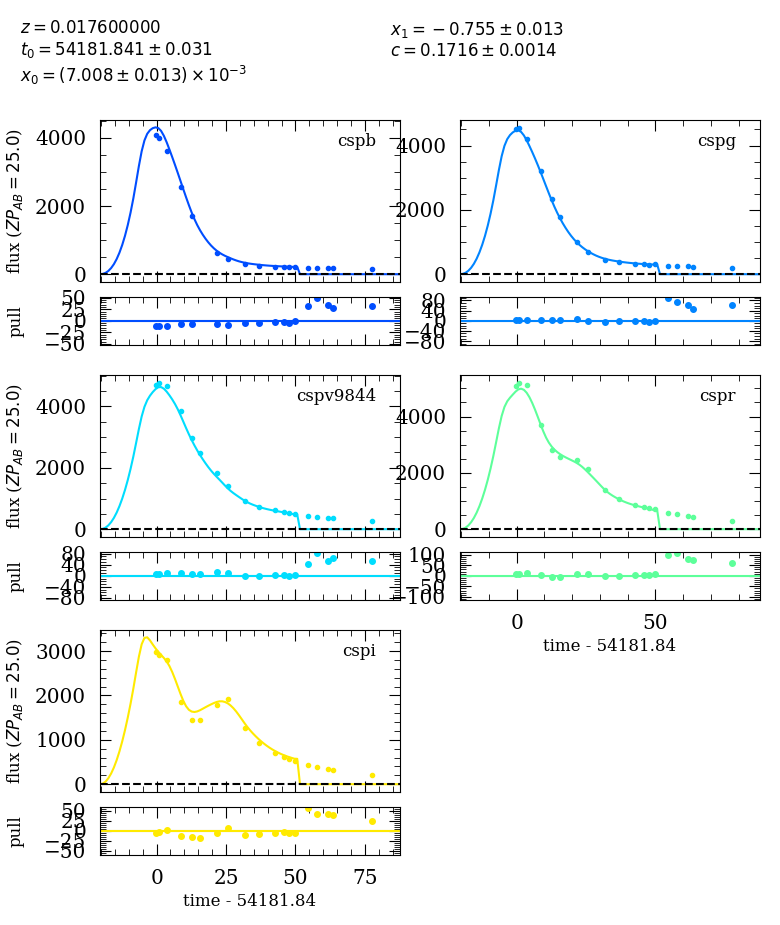 z = 0.017600000
t₀ = 54181.841 ± 0.031
x₀ = (7.008 ± 0.013) × 10⁻³
x₁ = −0.755 ± 0.013
c = 0.1716 ± 0.0014
cspb
4000
2000
0
flux (ZP_AB = 25.0)
cspg
4000
2000
0
50
25
0
−25
−50
pull
80
40
0
−40
−80
cspv9844
4000
2000
0
flux (ZP_AB = 25.0)
cspr
4000
2000
0
80
40
0
−40
−80
pull
100
50
0
−50
−100
0 50
time - 54181.84
cspi
3000
2000
1000
0
flux (ZP_AB = 25.0)
50
25
0
−25
−50
pull
0 25 50 75
time - 54181.84